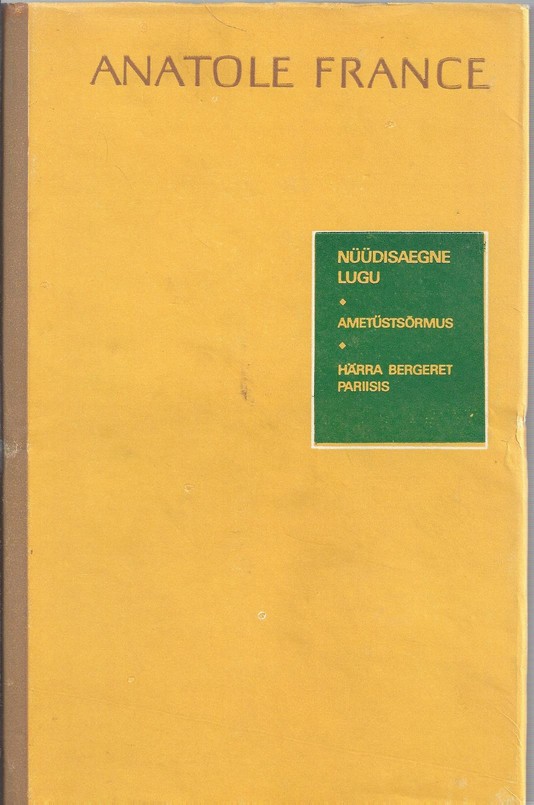 ANATOLE FRANCE
NÜÜDISAEGNE
LUGU
AMETÜSTSÕRMUS
HÄRRA BERGERET
PARIISIS